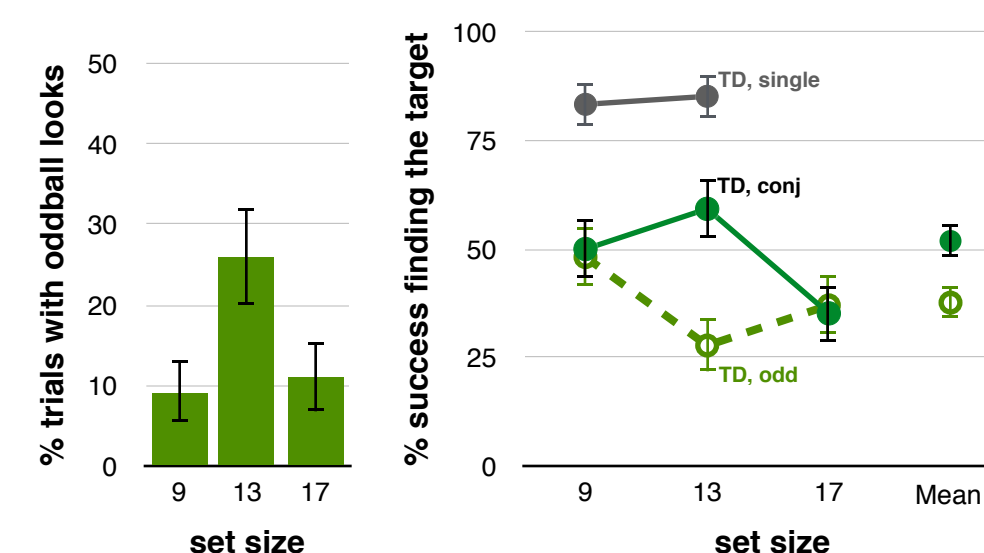 % trials with oddball looks
50
40
30
20
10
0
9 13 17
set size
% success finding the target
100
75
50
25
0
TD, single
TD, conj
TD, odd
9 13 17 Mean
set size